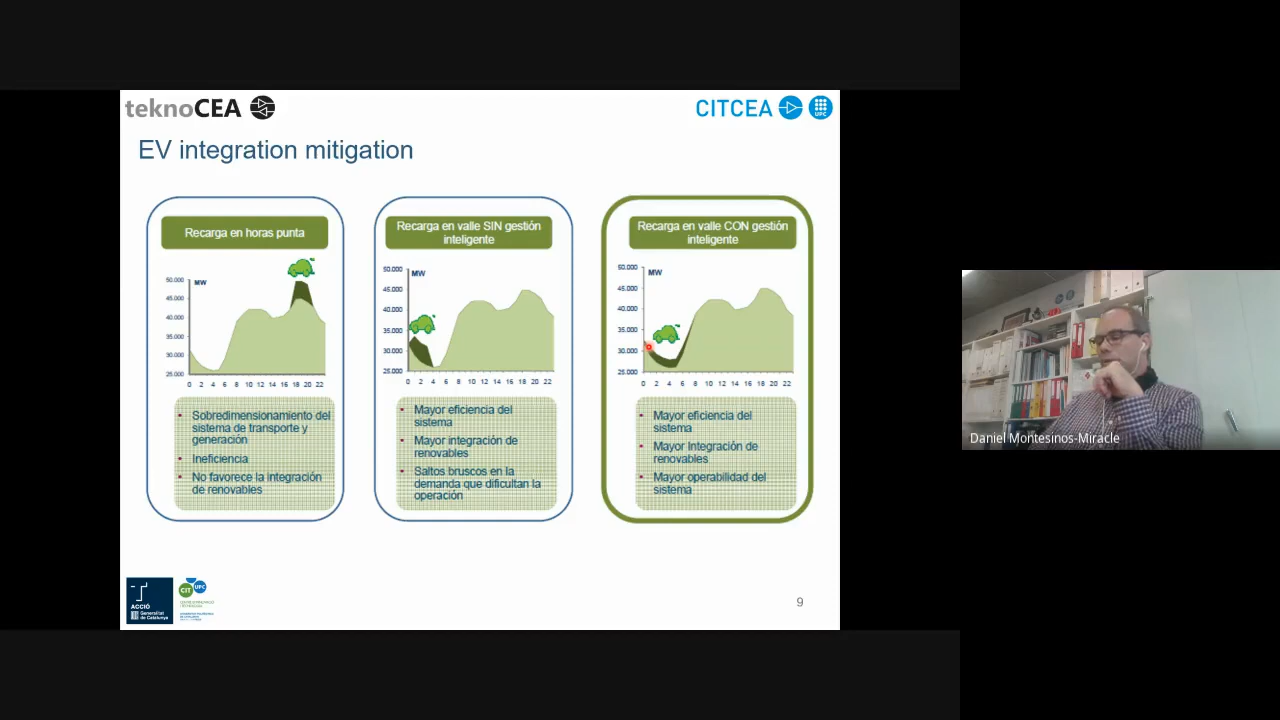 teknoCEA
CITCEA
UPC
EV integration mitigation
Recarga en horas punta
MW
50.000
45.000
40.000
35.000
30.000
25.000
0 2 4 6 8 10 12 14 16 18 20 22
Sobredimensionamiento del
sistema de transporte y
generación
Ineficiencia
No favorece la integración
de renovables
Recarga en valle SIN gestión
inteligente
MW
50.000
45.000
40.000
35.000
30.000
25.000
0 2 4 6 8 10 12 14 16 18 20 22
Mayor eficiencia del
sistema
Mayor integración de
renovables
Saltos bruscos en la
demanda que dificultan la
operación
Recarga en valle CON gestión
inteligente
MW
50.000
45.000
40.000
35.000
30.000
25.000
0 2 4 6 8 10 12 14 16 18 20 22
Mayor eficiencia del
sistema
Mayor Integración de
renovables
Mayor operabilidad del
sistema
ACCIÓ
Generalitat
de Catalunya
CIT
UPC
9
Daniel Montesinos-Miracle